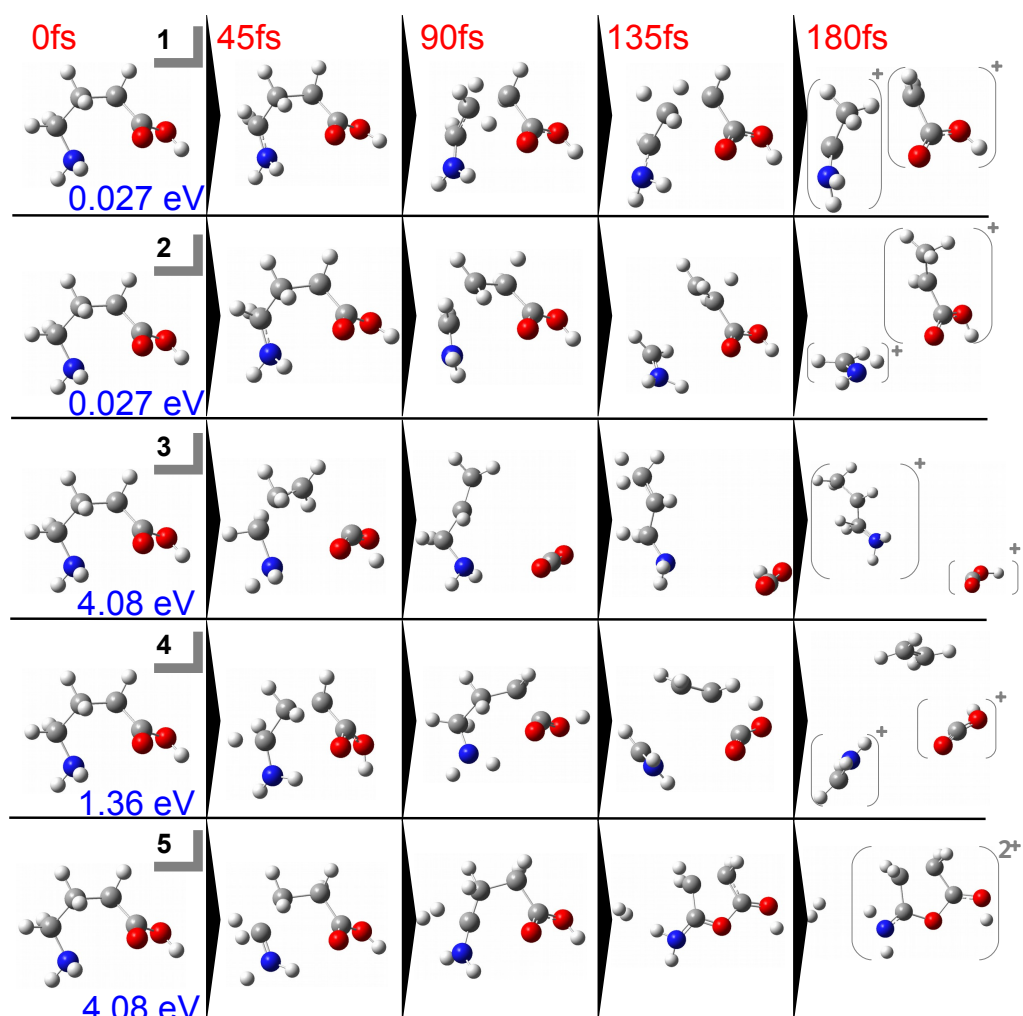 0fs 1 45fs 90fs 135fs 180fs
+ +
0.027 eV
2 +
+
0.027 eV
3 +
+
4.08 eV
4
+ +
1.36 eV
5 2+
4.08 eV